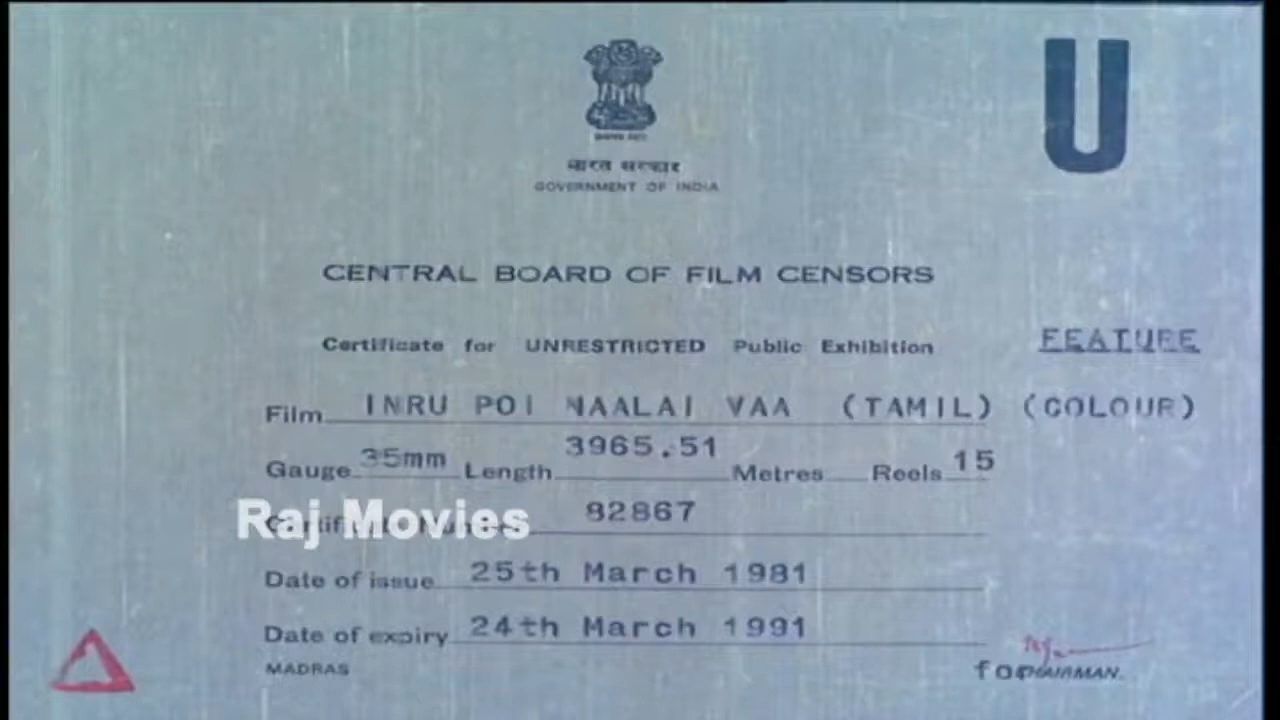 U
भारत सरकार
GOVERNMENT OF INDIA
CENTRAL BOARD OF FILM CENSORS
Certificate for UNRESTRICTED Public Exhibition FEATURE
Film INRU POI NAALAI VAA (TAMIL) (COLOUR)
Gauge 35mm Length 3965.51 Metres Reels 15
Raj Movies
Certificate Number 82867
Date of issue 25th March 1981
Date of expiry 24th March 1991
MADRAS
CHAIRMAN.